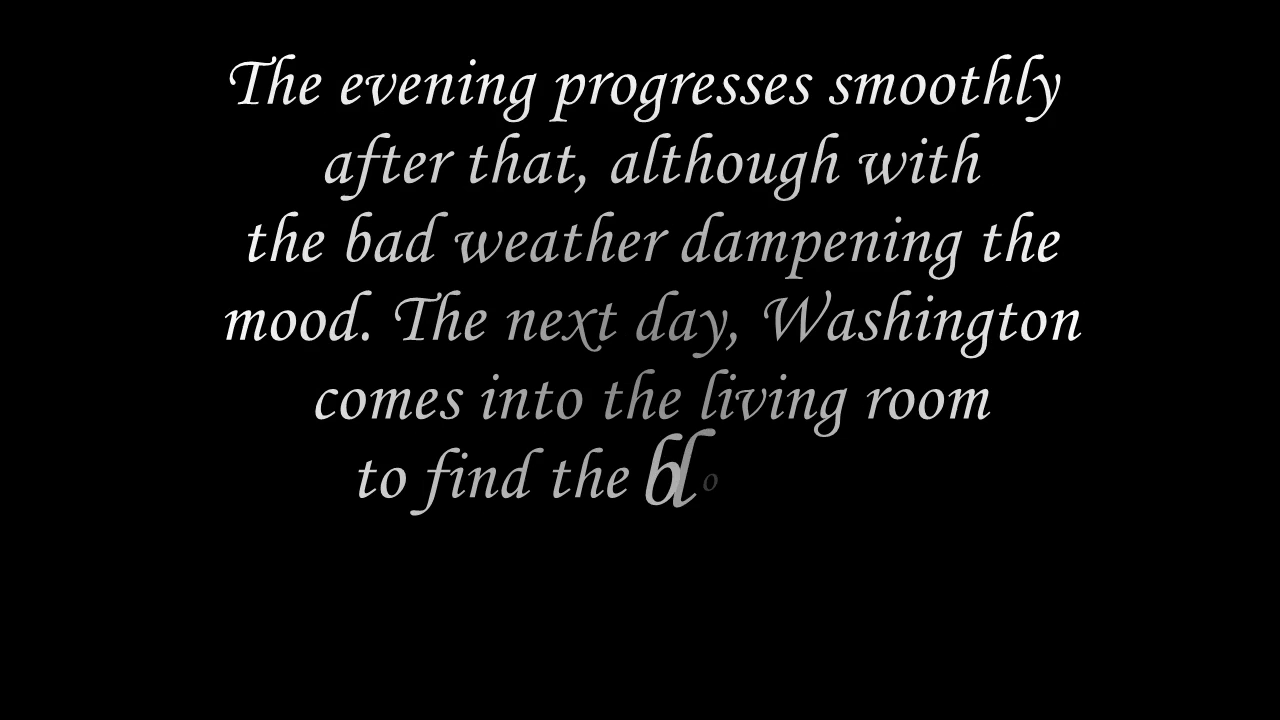 The evening progresses smoothly
after that, although with
the bad weather dampening the
mood. The next day, Washington
comes into the living room
to find the blo